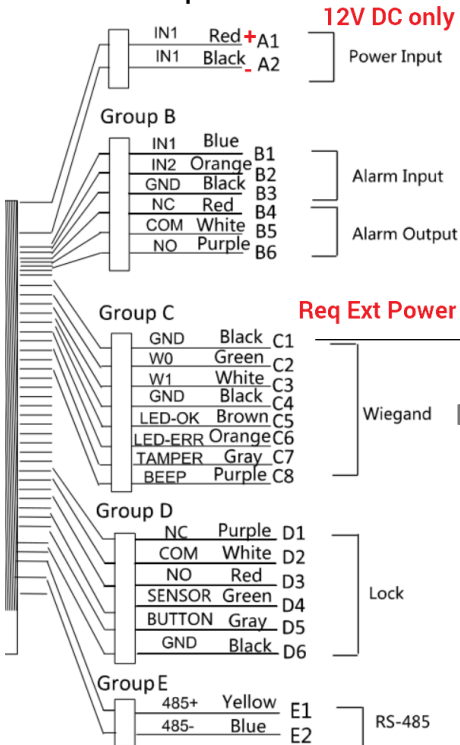 12V DC only
IN1 Red + A1
IN1 Black - A2
Power Input
Group B
IN1 Blue B1
IN2 Orange B2
GND Black B3
Alarm Input
NC Red B4
COM White B5
NO Purple B6
Alarm Output
Group C
Req Ext Power
GND Black C1
W0 Green C2
W1 White C3
GND Black C4
LED-OK Brown C5
LED-ERR Orange C6
TAMPER Gray C7
BEEP Purple C8
Wiegand
Group D
NC Purple D1
COM White D2
NO Red D3
SENSOR Green D4
BUTTON Gray D5
GND Black D6
Lock
Group E
485+ Yellow E1
485- Blue E2
RS-485